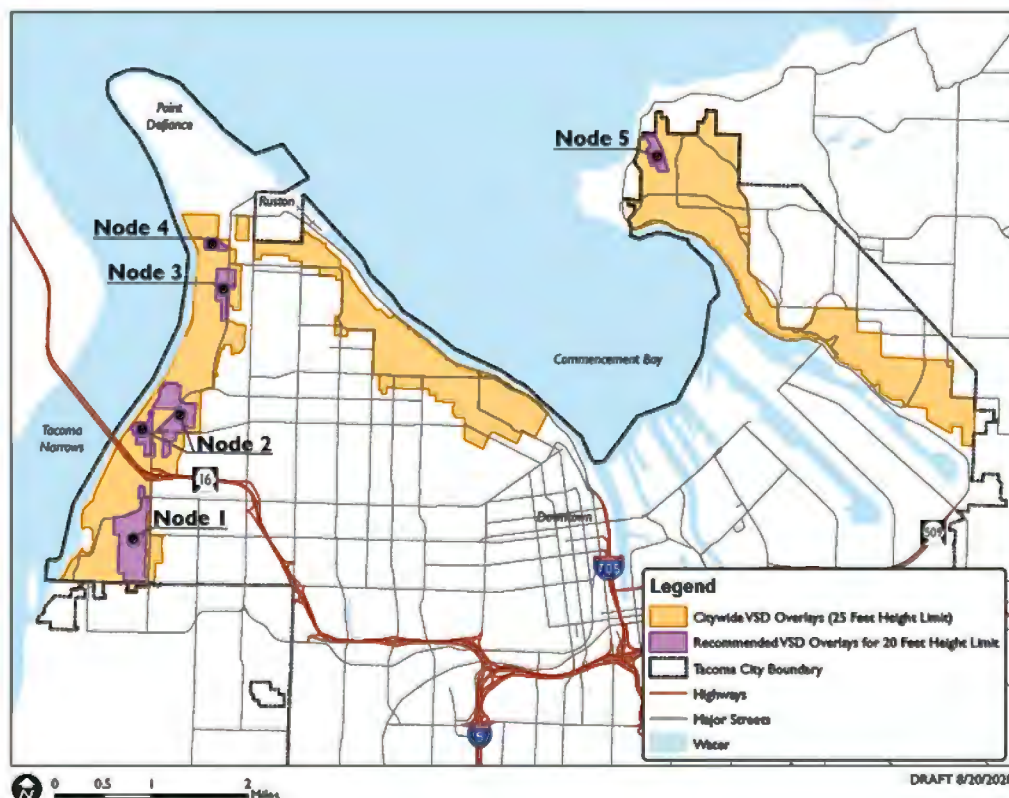 Point
Defiance
Node 5
Ruston
Node 4
Node 3
Commencement Bay
Tacoma
Narrows
Node 2
16
Node 1
Downtown
509
705
5
Legend
Citywide VSD Overlays (25 Feet Height Limit)
Recommended VSD Overlays for 20 Feet Height Limit
Tacoma City Boundary
Highways
Major Streets
Water
0 0.5 1 2
Miles
DRAFT 8/20/2020